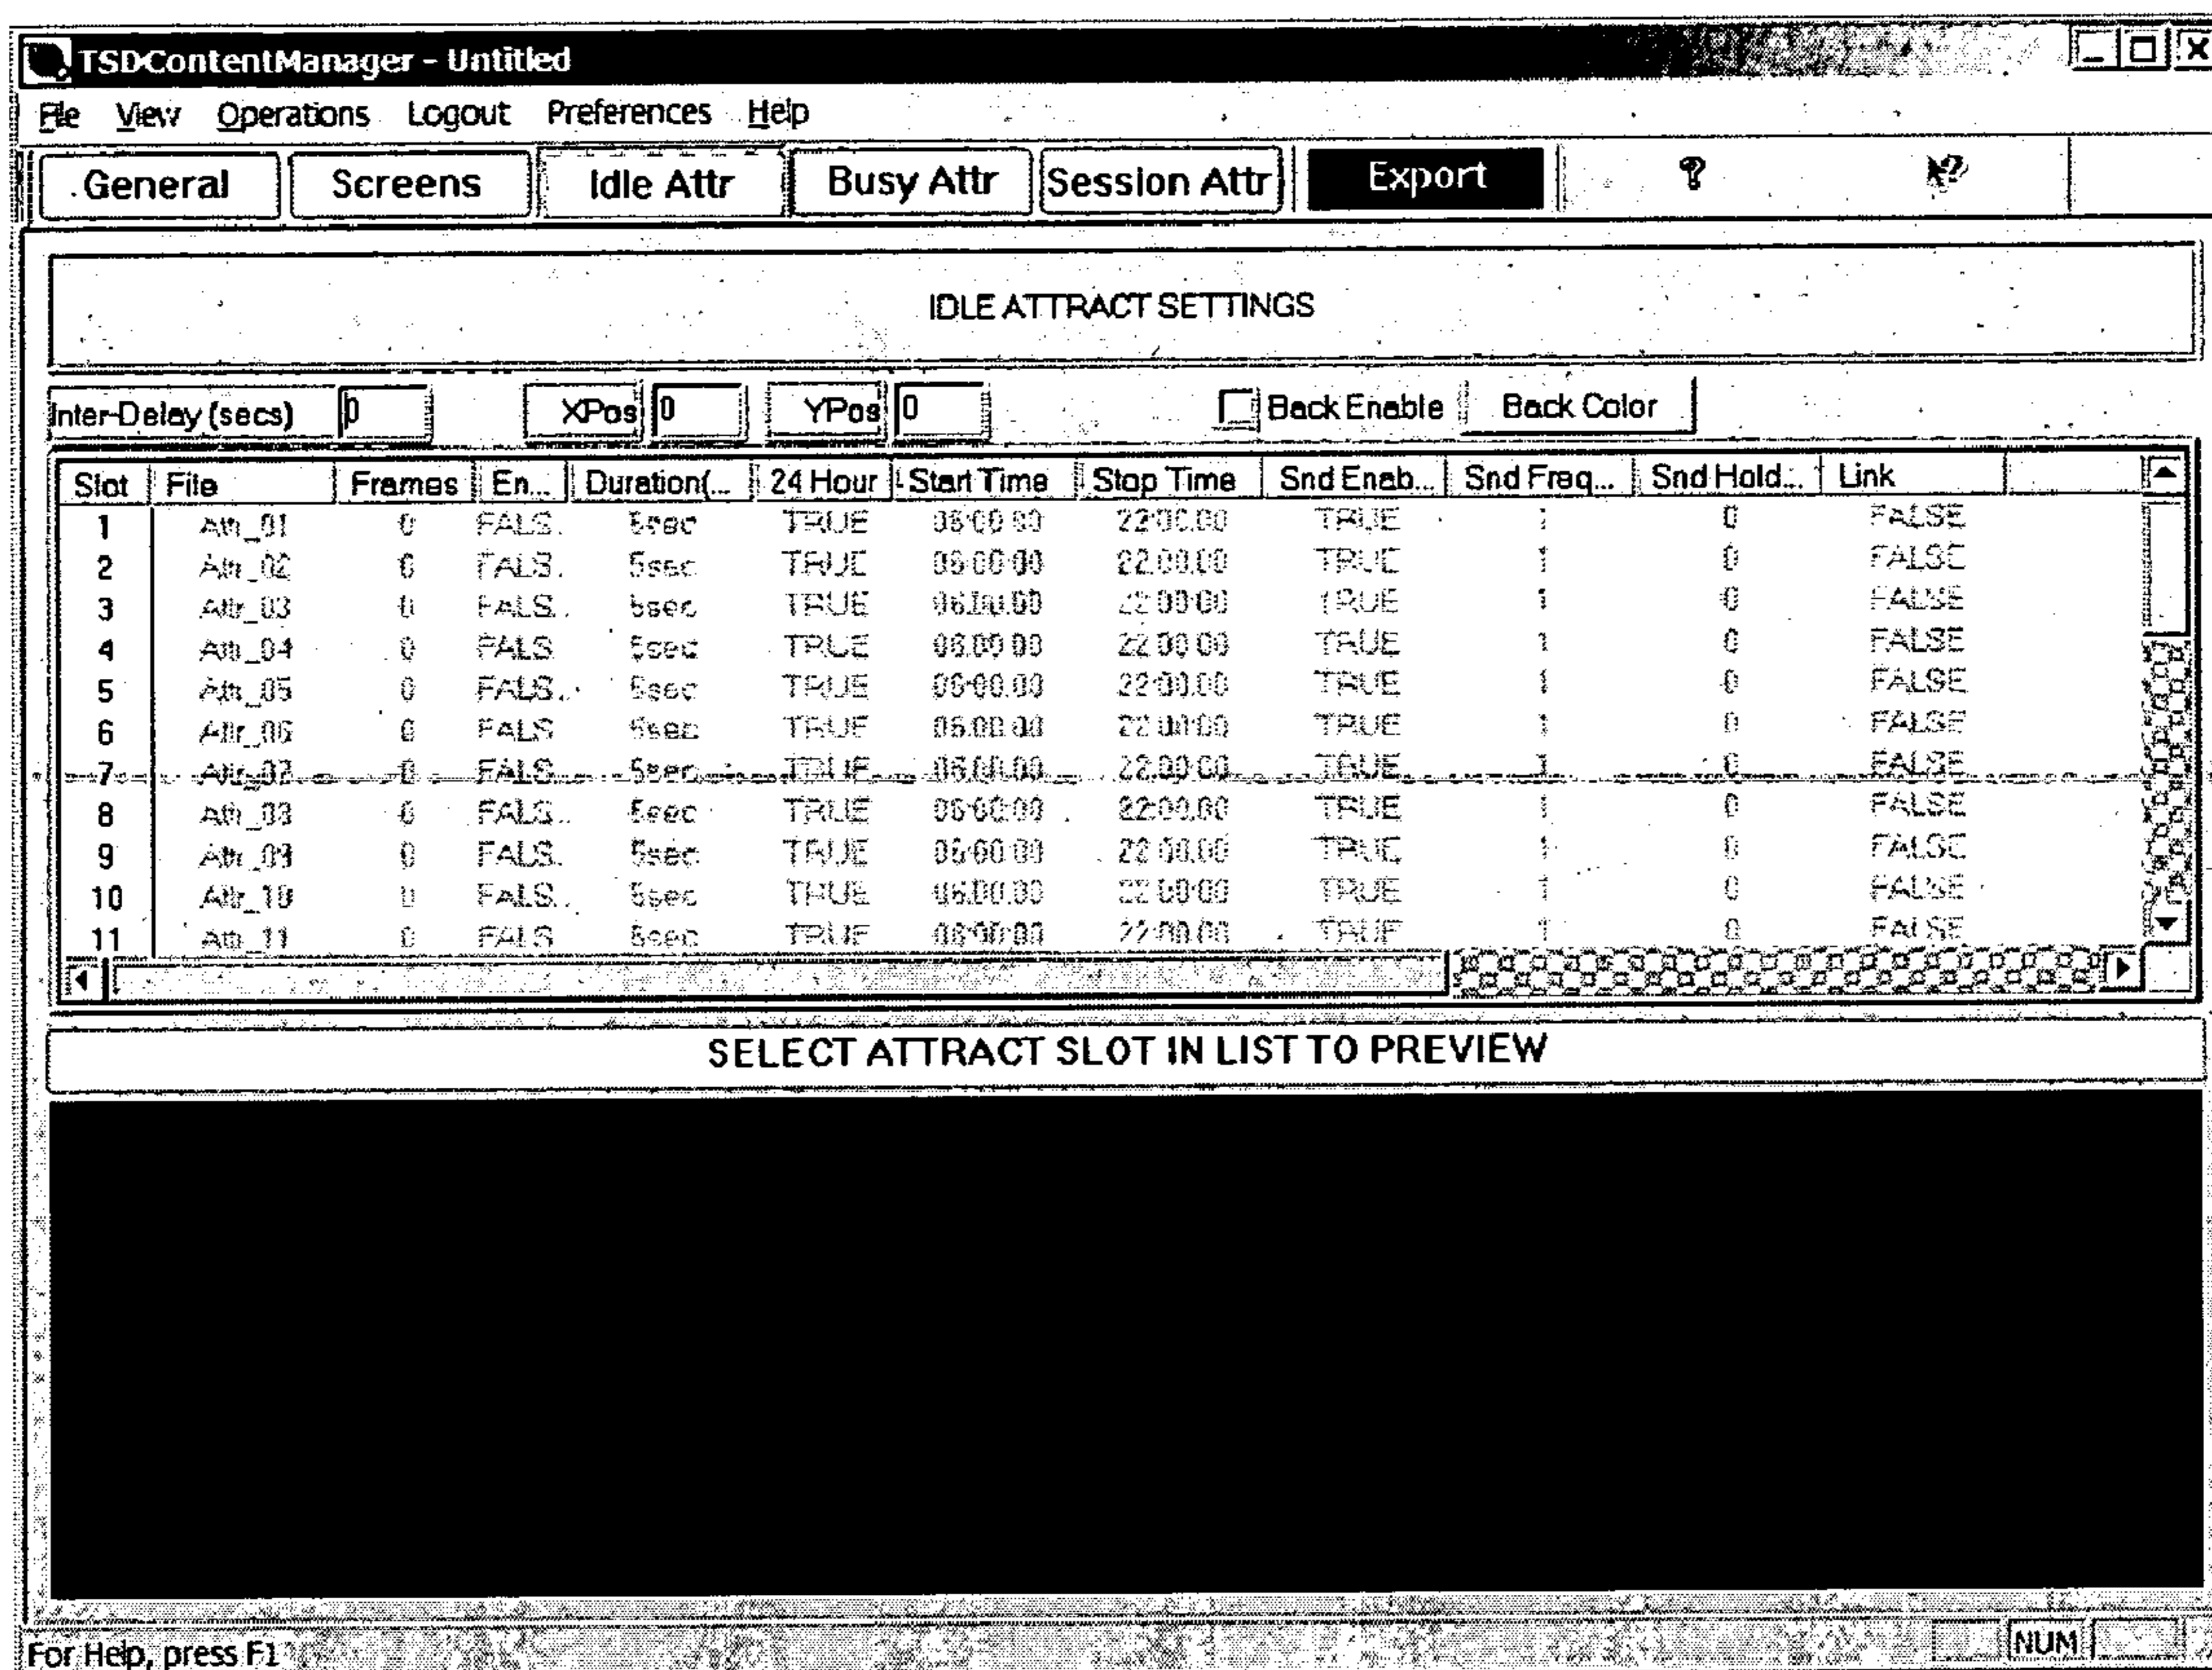 TSDContentManager - Untitled
File View Operations Logout Preferences Help
General Screens Idle Attr Busy Attr Session Attr Export ? ?
IDLE ATTRACT SETTINGS
Inter-Delay (secs) 0 XPos 0 YPos 0 Back Enable Back Color
Slot File Frames En... Duration(... 24 Hour Start Time Stop Time Snd Enab... Snd Freq... Snd Hold... Link
1 Attr_01 0 FALS... 5sec TRUE 06:00:00 22:00:00 TRUE 1 0 FALSE
2 Attr_02 0 FALS... 5sec TRUE 06:00:00 22:00:00 TRUE 1 0 FALSE
3 Attr_03 0 FALS... 5sec TRUE 06:00:00 22:00:00 TRUE 1 0 FALSE
4 Attr_04 0 FALS... 5sec TRUE 06:00:00 22:00:00 TRUE 1 0 FALSE
5 Attr_05 0 FALS... 5sec TRUE 06:00:00 22:00:00 TRUE 1 0 FALSE
6 Attr_06 0 FALS... 5sec TRUE 06:00:00 22:00:00 TRUE 1 0 FALSE
7 Attr_07 0 FALS... 5sec TRUE 06:00:00 22:00:00 TRUE 1 0 FALSE
8 Attr_08 0 FALS... 5sec TRUE 06:00:00 22:00:00 TRUE 1 0 FALSE
9 Attr_09 0 FALS... 5sec TRUE 06:00:00 22:00:00 TRUE 1 0 FALSE
10 Attr_10 0 FALS... 5sec TRUE 06:00:00 22:00:00 TRUE 1 0 FALSE
11 Attr_11 0 FALS... 5sec TRUE 06:00:00 22:00:00 TRUE 1 0 FALSE
SELECT ATTRACT SLOT IN LIST TO PREVIEW
For Help, press F1 NUM